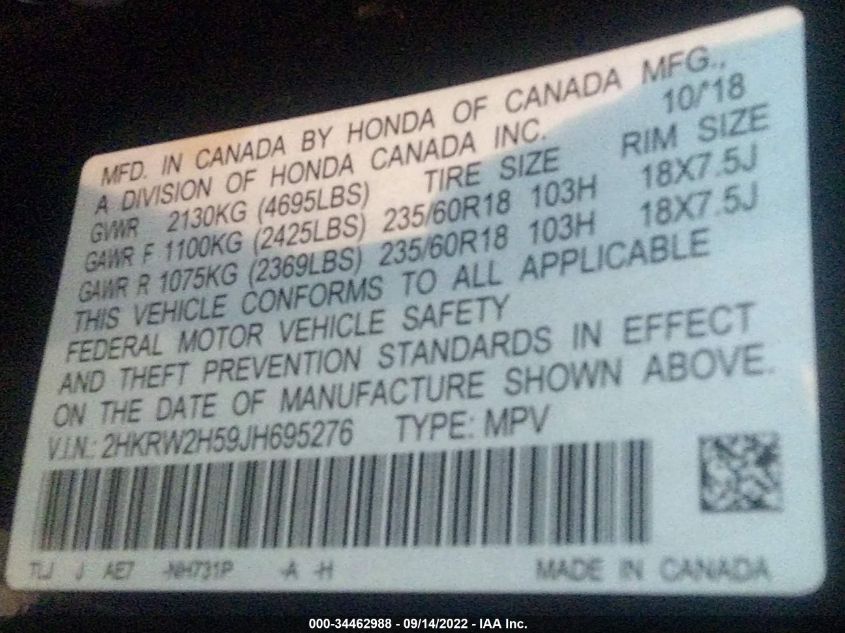 MFD. IN CANADA BY HONDA OF CANADA MFG.,
A DIVISION OF HONDA CANADA INC. 10/'18
GVWR 2130KG (4695LBS) TIRE SIZE RIM SIZE
GAWR F 1100KG (2425LBS) 235/60R18 103H 18X7.5J
GAWR R 1075KG (2369LBS) 235/60R18 103H 18X7.5J
THIS VEHICLE CONFORMS TO ALL APPLICABLE
FEDERAL MOTOR VEHICLE SAFETY
AND THEFT PREVENTION STANDARDS IN EFFECT
ON THE DATE OF MANUFACTURE SHOWN ABOVE.
V.I.N.: 2HKRW2H59JH695276 TYPE: MPV
TLJ J AE7 -NH731P -A -H MADE IN CANADA
000-34462988 - 09/14/2022 - IAA Inc.